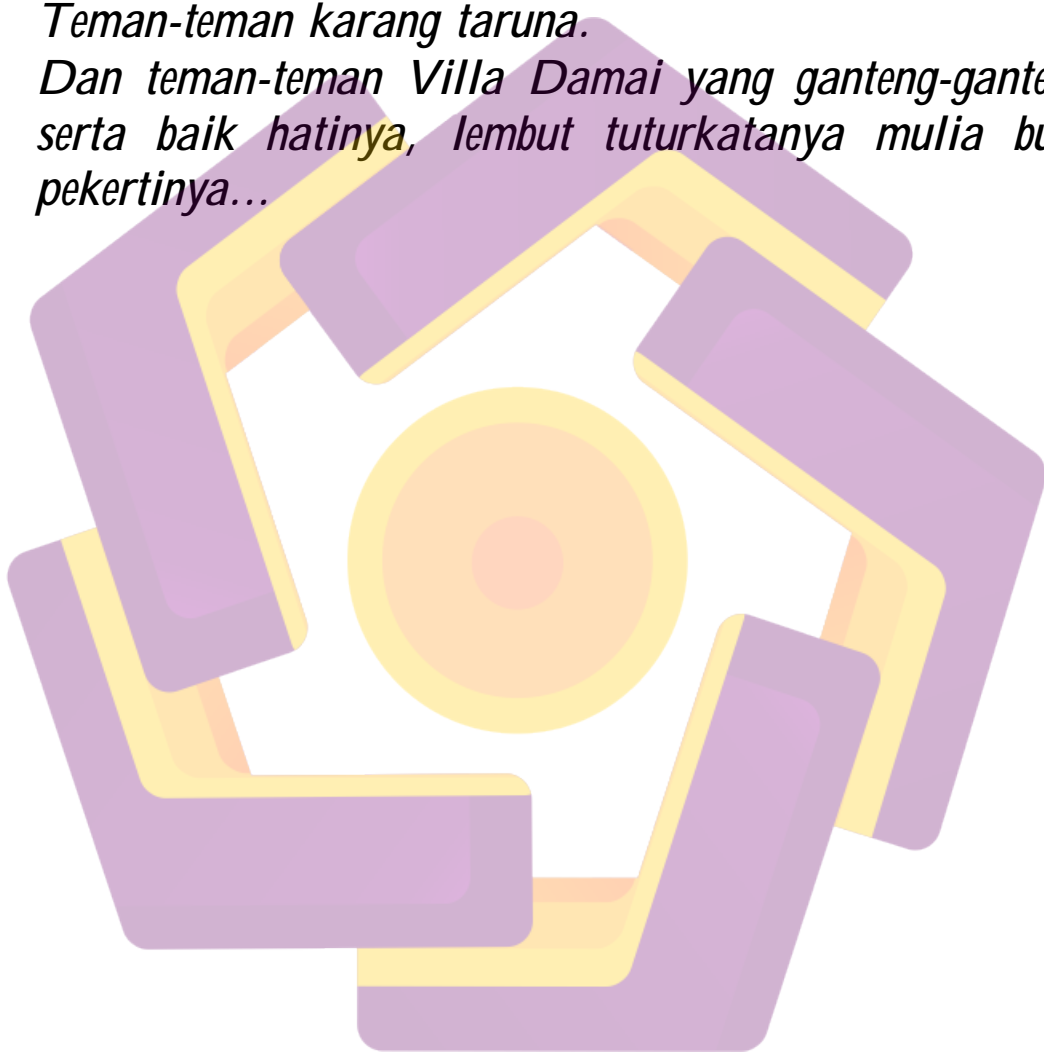 Teman-teman karang taruna.
Dan teman-teman Villa Damai yang ganteng-gante
serta baik hatinya, lembut tuturkatanya mulia bu
pekertinya...